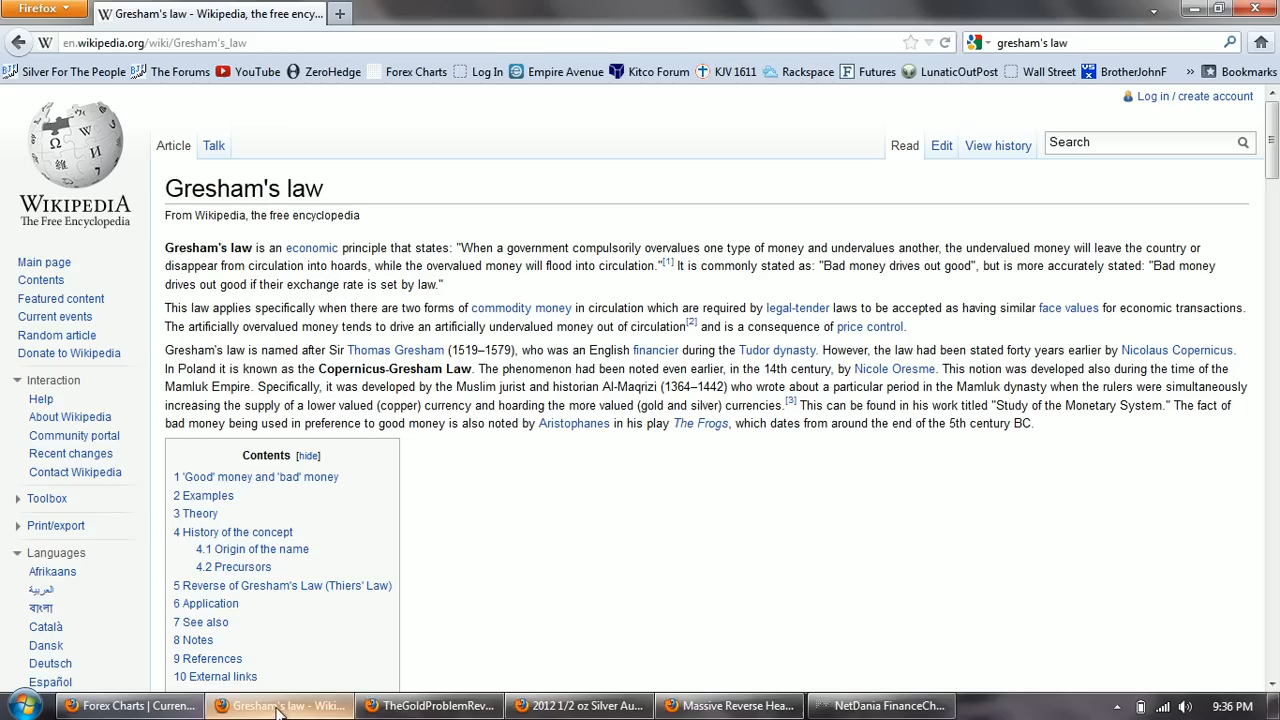 Firefox
Gresham's law - Wikipedia, the free ency...
en.wikipedia.org/wiki/Gresham's_law
gresham's law
Silver For The People
The Forums
YouTube
ZeroHedge
Forex Charts
Log In
Empire Avenue
Kitco Forum
KJV 1611
Rackspace
Futures
LunaticOutPost
Wall Street
BrotherJohnF
»
Bookmarks
Log in / create account
WIKIPEDIA
The Free Encyclopedia
Article
Talk
Read
Edit
View history
Search
Gresham's law
From Wikipedia, the free encyclopedia
Gresham's law is an economic principle that states: "When a government compulsorily overvalues one type of money and undervalues another, the undervalued money will leave the country or
disappear from circulation into hoards, while the overvalued money will flood into circulation."[1] It is commonly stated as: "Bad money drives out good", but is more accurately stated: "Bad money
drives out good if their exchange rate is set by law."
This law applies specifically when there are two forms of commodity money in circulation which are required by legal-tender laws to be accepted as having similar face values for economic transactions.
The artificially overvalued money tends to drive an artificially undervalued money out of circulation[2] and is a consequence of price control.
Gresham's law is named after Sir Thomas Gresham (1519–1579), who was an English financier during the Tudor dynasty. However, the law had been stated forty years earlier by Nicolaus Copernicus.
In Poland it is known as the Copernicus-Gresham Law. The phenomenon had been noted even earlier, in the 14th century, by Nicole Oresme. This notion was developed also during the time of the
Mamluk Empire. Specifically, it was developed by the Muslim jurist and historian Al-Maqrizi (1364–1442) who wrote about a particular period in the Mamluk dynasty when the rulers were simultaneously
increasing the supply of a lower valued (copper) currency and hoarding the more valued (gold and silver) currencies.[3] This can be found in his work titled "Study of the Monetary System." The fact of
bad money being used in preference to good money is also noted by Aristophanes in his play The Frogs, which dates from around the end of the 5th century BC.
Main page
Contents
Featured content
Current events
Random article
Donate to Wikipedia
Interaction
Help
About Wikipedia
Community portal
Recent changes
Contact Wikipedia
Toolbox
Print/export
Languages
Afrikaans
العربية
বাংলা
Català
Dansk
Deutsch
Español
Contents [hide]
1 'Good' money and 'bad' money
2 Examples
3 Theory
4 History of the concept
4.1 Origin of the name
4.2 Precursors
5 Reverse of Gresham's Law (Thiers' Law)
6 Application
7 See also
8 Notes
9 References
10 External links
Forex Charts | Curren...
Gresham's law - Wiki...
TheGoldProblemRev...
2012 1/2 oz Silver Au...
Massive Reverse Hea...
NetDania FinanceCh...
9:36 PM